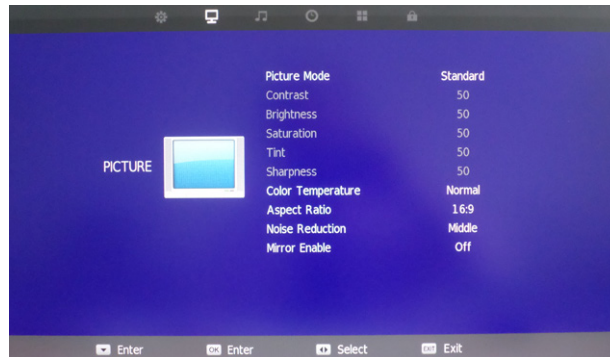 Picture Mode Standard
Contrast 50
Brightness 50
Saturation 50
Tint 50
PICTURE
Sharpness 50
Color Temperature Normal
Aspect Ratio 16:9
Noise Reduction Middle
Mirror Enable Off
Enter OK Enter Select EXIT Exit